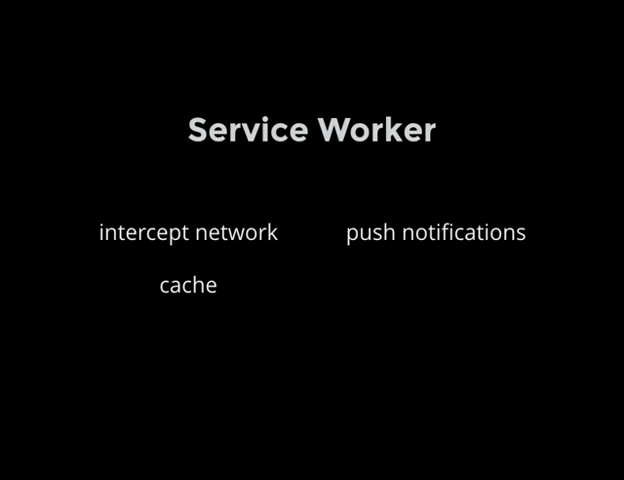 Service Worker
intercept network
push notifications
cache